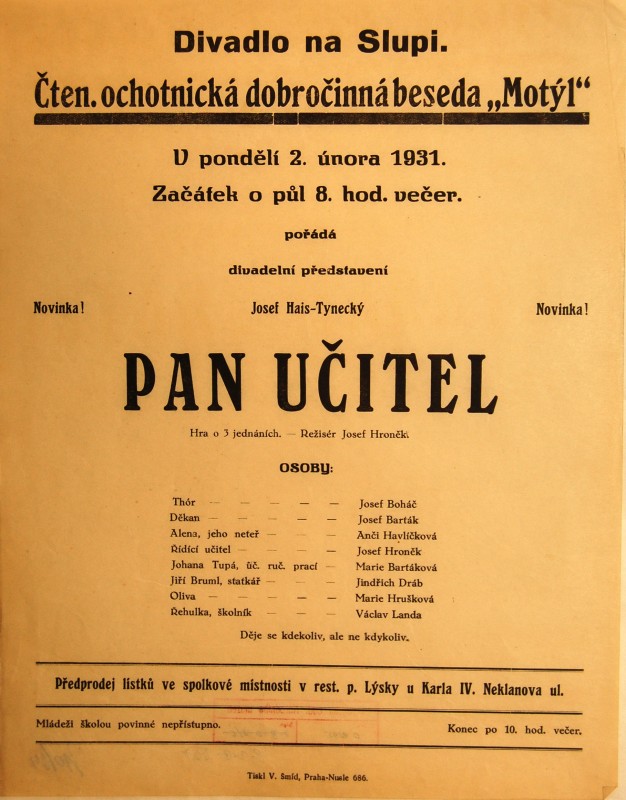 Divadlo na Slupi.
Čten. ochotnická dobročinná beseda „Motýl"
V pondělí 2. února 1931.
Začátek o půl 8. hod. večer.
pořádá
divadelní představení
Novinka! Josef Hais-Tynecký Novinka!
PAN UČITEL
Hra o 3 jednáních. — Režisér Josef Hroněk.
OSOBY:
Thór — — — — — Josef Boháč
Děkan — — — — — Josef Barták
Alena, jeho neteř — — — Anči Havlíčková
Řídící učitel — — — — Josef Hroněk
Johana Tupá, ůč. ruč. prací — Marie Bartáková
Jiří Bruml, statkář — — — Jindřich Dráb
Oliva — — — — — Marie Hrušková
Řehulka, školník — — — Václav Landa
Děje se kdekoliv, ale ne kdykoliv.
Předprodej lístků ve spolkové místnosti v rest. p. Lýsky u Karla IV. Neklanova ul.
Mládeži školou povinné nepřístupno. Konec po 10. hod. večer.
Tiskl V. Šmíd, Praha-Nusle 686.